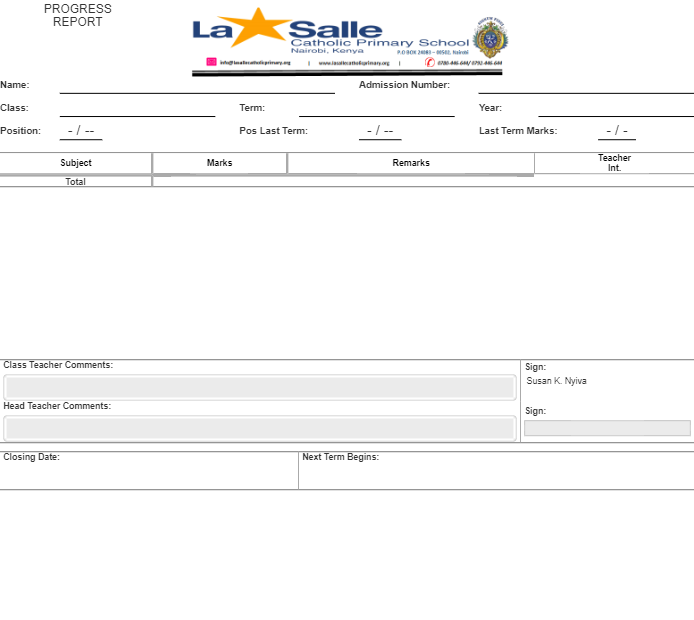 PROGRESS
REPORT
La Salle
Catholic Primary School
Nairobi, Kenya
P.O BOX 24083 – 00502, Nairobi
info@lasallecatholicprimary.org | www.lasallecatholicprimary.org | 0780-446-644/ 0792-446-644
Name: Admission Number:
Class: Term: Year:
Position: - / -- Pos Last Term: - / -- Last Term Marks: - / -
Subject Marks Remarks Teacher
Int.
Total
Class Teacher Comments: Sign:
Susan K. Nyiva
Head Teacher Comments: Sign:
Closing Date: Next Term Begins: